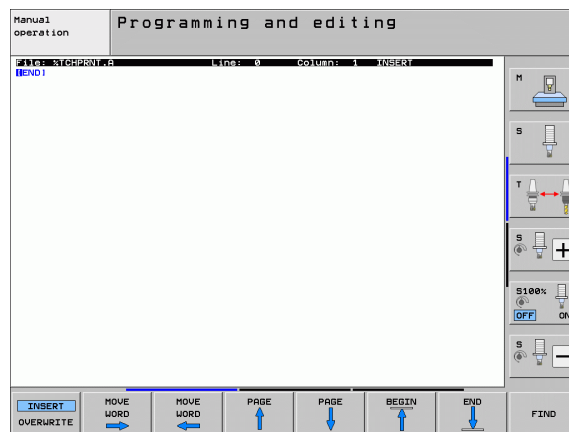 Manual
operation
Programming and editing
File: %TCHPRNT.A Line: 0 Column: 1 INSERT
[END]
M
S
T
S
+
S100%
OFF ON
S
−
INSERT
OVERWRITE
MOVE
WORD
MOVE
WORD
PAGE
PAGE
BEGIN
END
FIND